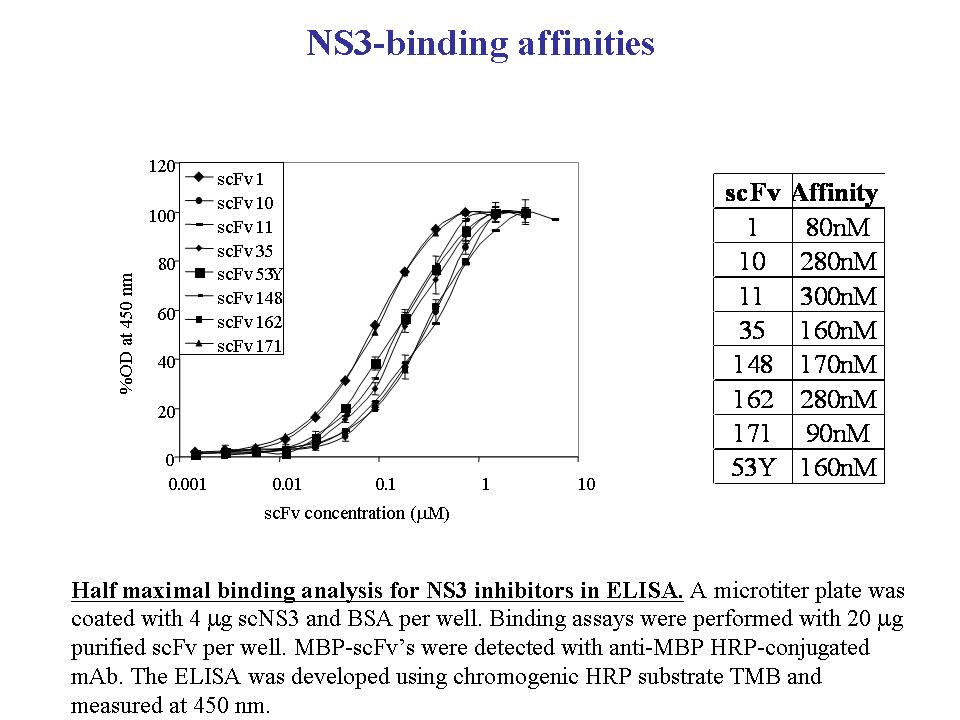 NS3-binding affinities
120
100
80
60
40
20
0
%OD at 450 nm
scFv 1
scFv 10
scFv 11
scFv 35
scFv 53Y
scFv 148
scFv 162
scFv 171
0.001 0.01 0.1 1 10
scFv concentration (μM)
scFv Affinity
1 80nM
10 280nM
11 300nM
35 160nM
148 170nM
162 280nM
171 90nM
53Y 160nM
Half maximal binding analysis for NS3 inhibitors in ELISA. A microtiter plate was
coated with 4 μg scNS3 and BSA per well. Binding assays were performed with 20 μg
purified scFv per well. MBP-scFv’s were detected with anti-MBP HRP-conjugated
mAb. The ELISA was developed using chromogenic HRP substrate TMB and
measured at 450 nm.